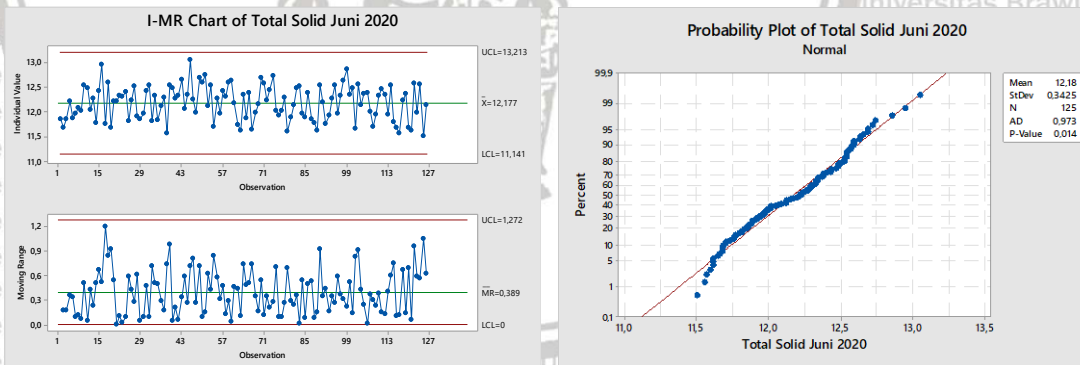 I-MR Chart of Total Solid Juni 2020
Individual Value
13,0
12,5
12,0
11,5
11,0
UCL=13,213
X=12,177
LCL=11,141
1 15 29 43 57 71 85 99 113 127
Observation
Moving Range
1,2
0,9
0,6
0,3
0,0
UCL=1,272
MR=0,389
LCL=0
1 15 29 43 57 71 85 99 113 127
Observation
Universitas Brawi
Probability Plot of Total Solid Juni 2020
Normal
Percent
99,9
99
95
90
80
70
60
50
40
30
20
10
5
1
0,1
11,0 11,5 12,0 12,5 13,0 13,5
Total Solid Juni 2020
Mean 12,18
StDev 0,3425
N 125
AD 0,973
P-Value 0,014